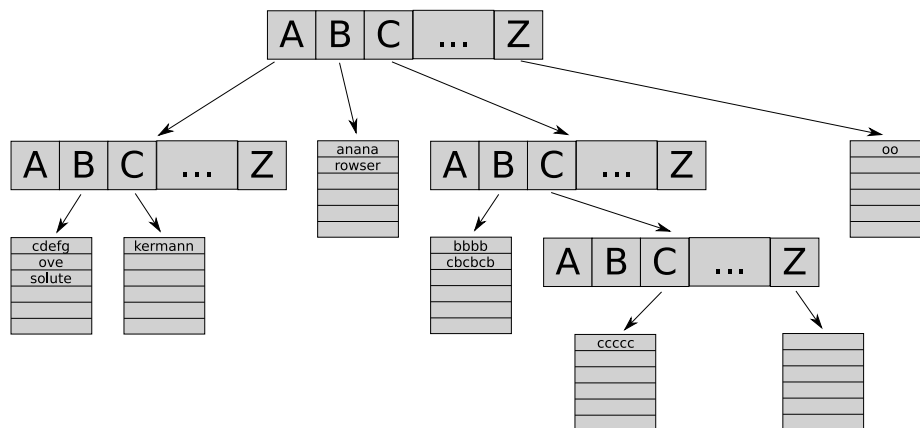 A B C ... Z
A B C ... Z
anana
rowser
A B C ... Z
oo
cdefg
ove
solute
kermann
bbbb
cbcbcb
A B C ... Z
ccccc